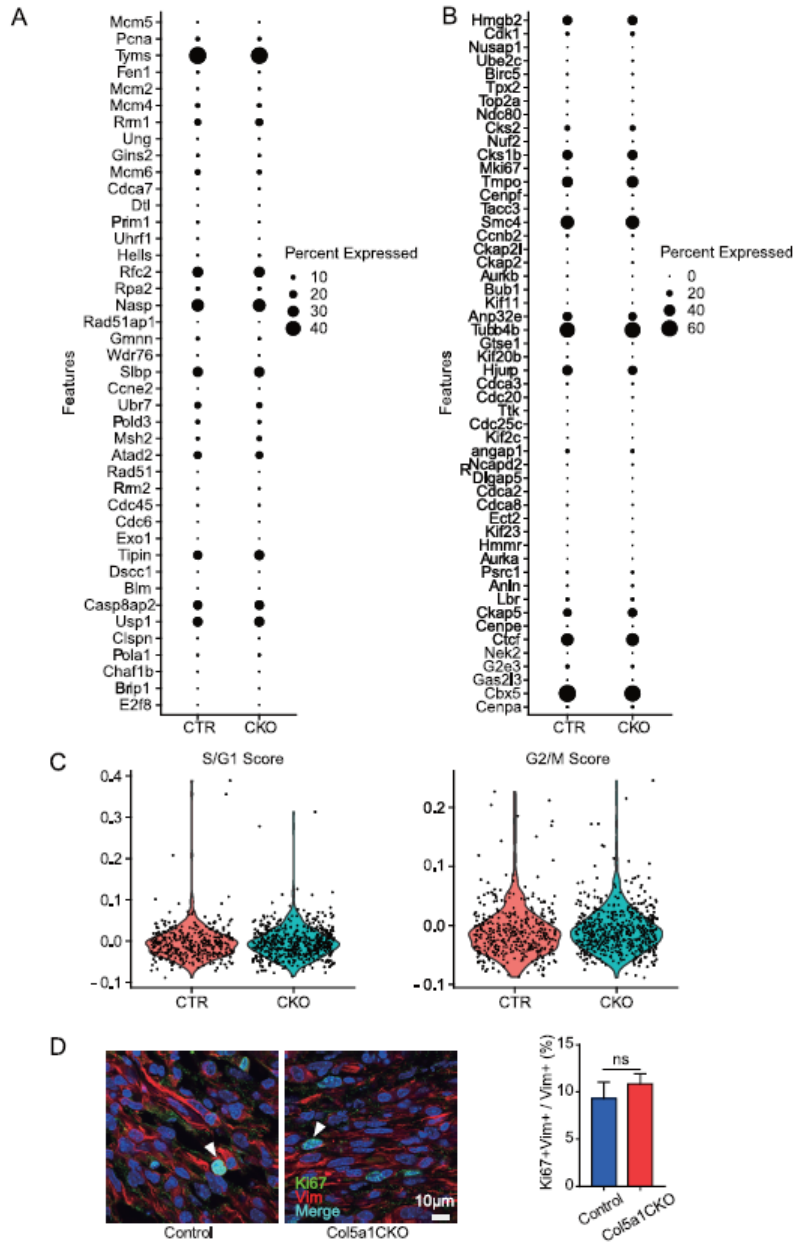 A
Mcm5
Pcna
Tyms
Fen1
Mcm2
Mcm4
Rrm1
Ung
Gins2
Mcm6
Cdca7
Dtl
Prim1
Uhrf1
Hells
Rfc2
Rpa2
Nasp
Rad51ap1
Gmnn
Wdr76
Slbp
Ccne2
Ubr7
Pold3
Msh2
Atad2
Rad51
Rrm2
Cdc45
Cdc6
Exo1
Tipin
Dscc1
Blm
Casp8ap2
Usp1
Clspn
Pola1
Chaf1b
Brip1
E2f8
Features
CTR
CKO
Percent Expressed
10
20
30
40
B
Hmgb2
Cdk1
Nusap1
Ube2c
Birc5
Tpx2
Top2a
Ndc80
Cks2
Nuf2
Cks1b
Mki67
Tmpo
Cenpf
Tacc3
Smc4
Ccnb2
Ckap2l
Ckap2
Aurkb
Bub1
Kif11
Anp32e
Tubb4b
Gtse1
Kif20b
Hjurp
Cdca3
Cdc20
Ttk
Cdc25c
Kif2c
angap1
R
Ncapd2
Dlgap5
Cdca2
Cdca8
Ect2
Kif23
Hmmr
Aurka
Psrc1
Anln
Lbr
Ckap5
Cenpe
Ctcf
Nek2
G2e3
Gas2l3
Cbx5
Cenpa
Features
CTR
CKO
Percent Expressed
0
20
40
60
C
S/G1 Score
0.4
0.3
0.2
0.1
0.0
-0.1
CTR
CKO
G2/M Score
0.2
0.1
0.0
-0.1
CTR
CKO
D
Ki67
Vim
Merge
10μm
Control
Col5a1CKO
Ki67+Vim+ / Vim+ (%)
15
10
5
0
ns
Control
Col5a1CKO